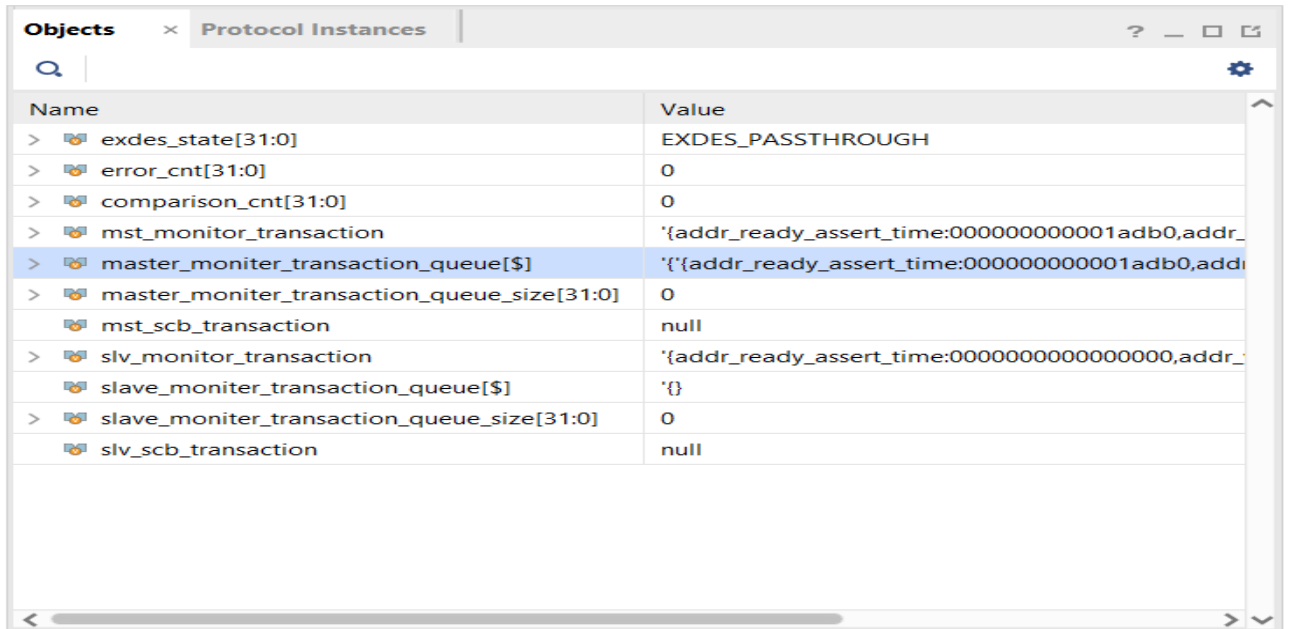 Objects × Protocol Instances ?
Name Value
> exdes_state[31:0] EXDES_PASSTHROUGH
> error_cnt[31:0] 0
> comparison_cnt[31:0] 0
> mst_monitor_transaction '{addr_ready_assert_time:000000000001adb0,addr_
> master_moniter_transaction_queue[$] '{'{addr_ready_assert_time:000000000001adb0,add
> master_moniter_transaction_queue_size[31:0] 0
mst_scb_transaction null
> slv_monitor_transaction '{addr_ready_assert_time:0000000000000000,addr_
slave_moniter_transaction_queue[$] '{}
> slave_moniter_transaction_queue_size[31:0] 0
slv_scb_transaction null